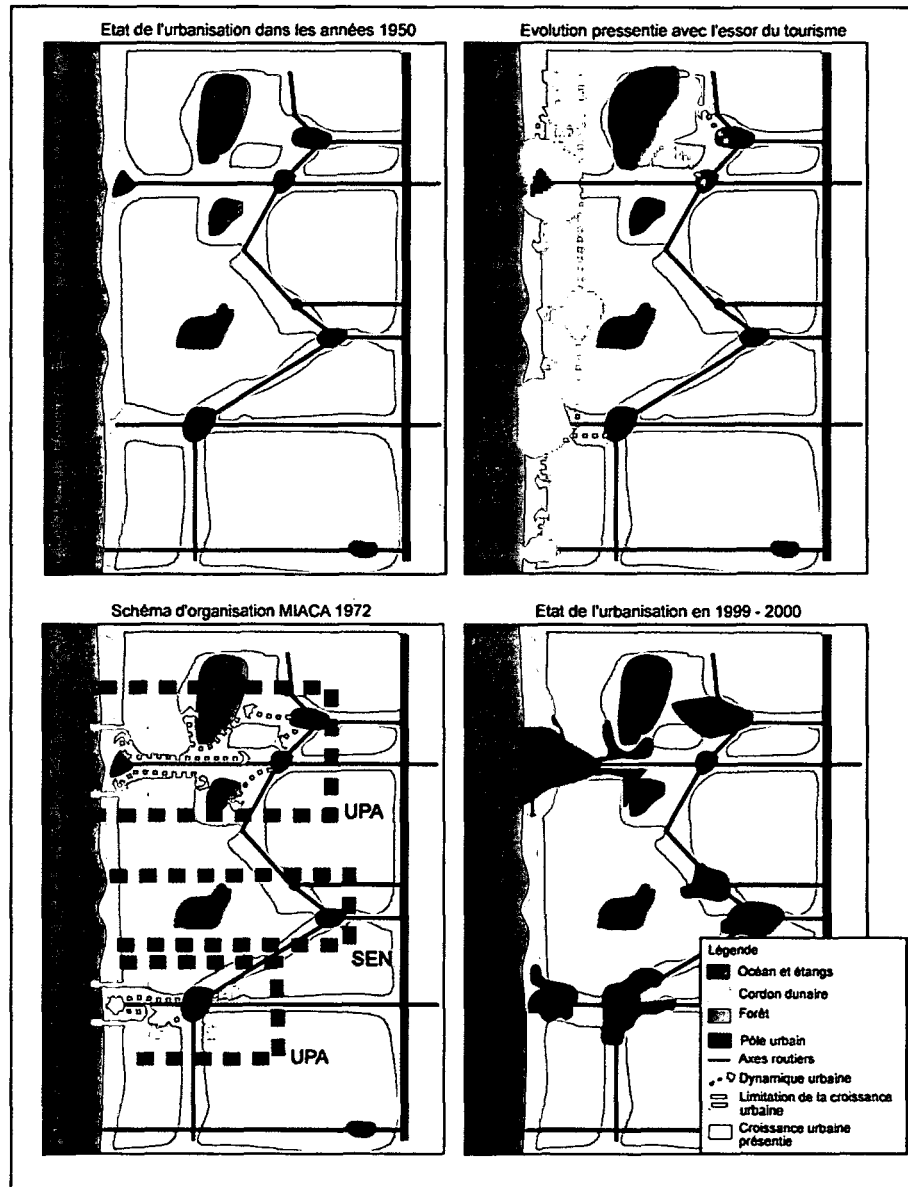 Etat de l'urbanisation dans les années 1950
Evolution pressentie avec l'essor du tourisme
Schéma d'organisation MIACA 1972
UPA
SEN
UPA
Etat de l'urbanisation en 1999 - 2000
Légende
Océan et étangs
Cordon dunaire
Forêt
Pôle urbain
Axes routiers
Dynamique urbaine
Limitation de la croissance
urbaine
Croissance urbaine
présentie